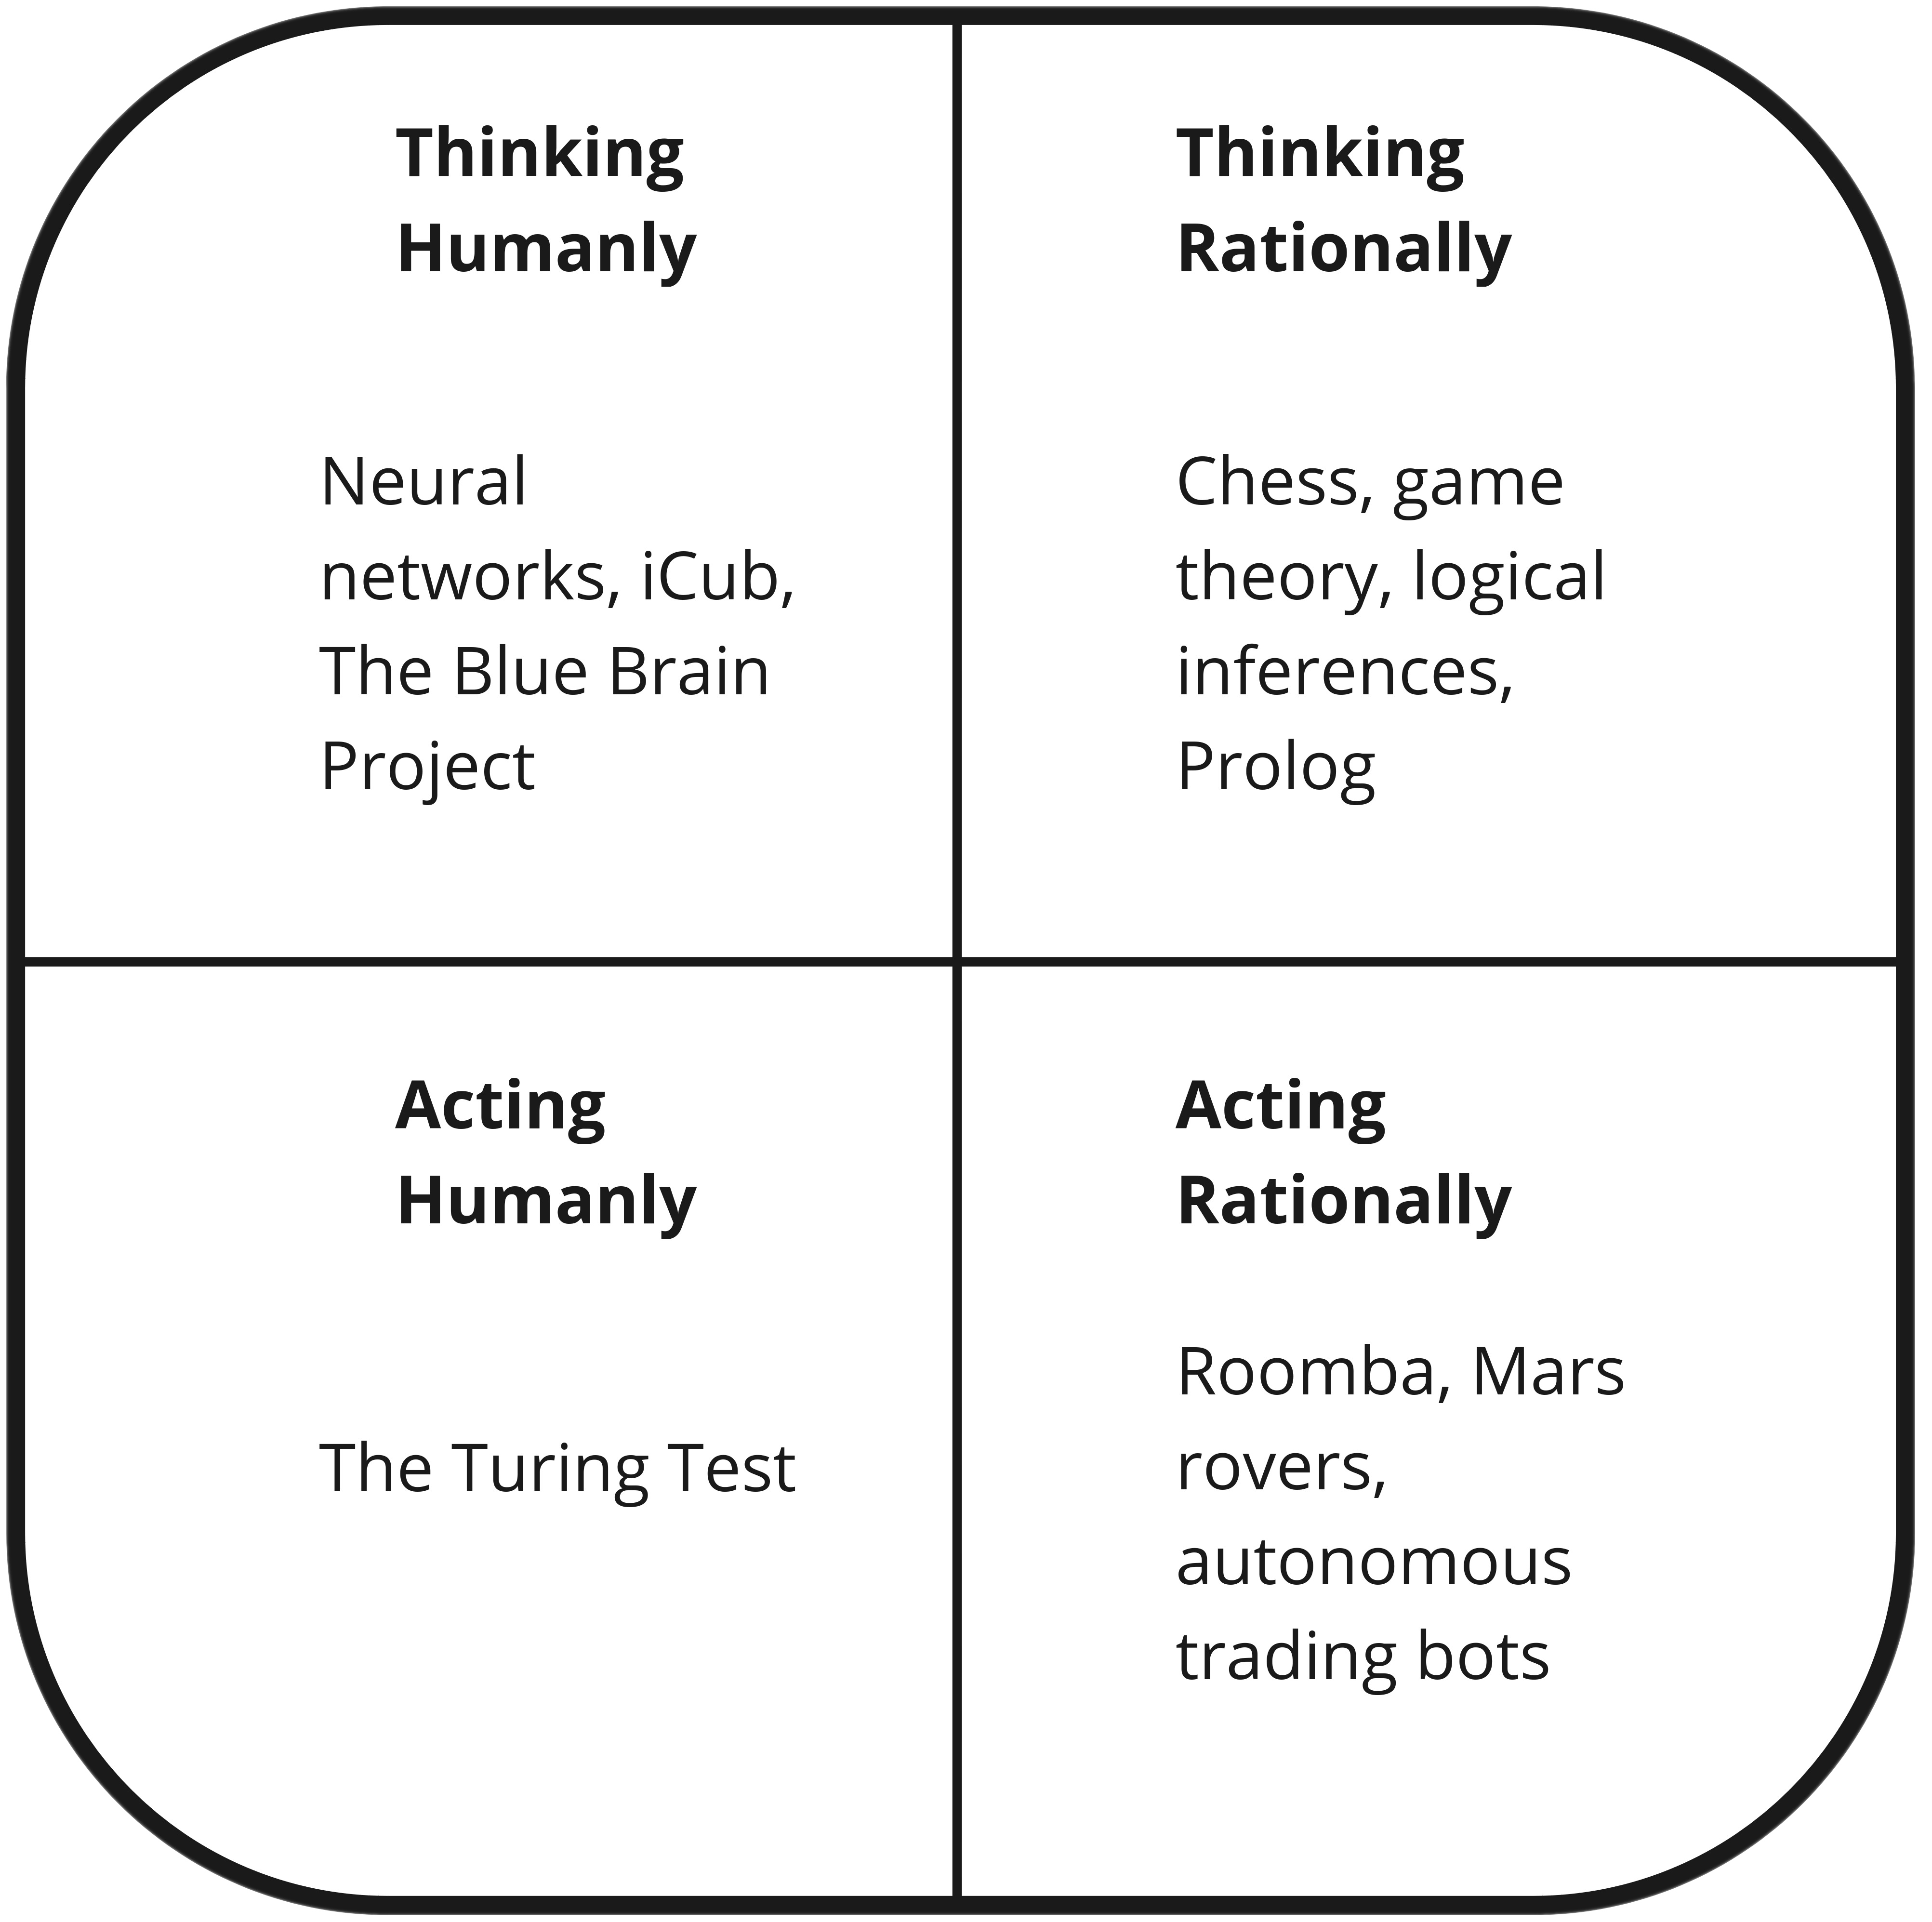 Thinking
Humanly
Neural
networks, iCub,
The Blue Brain
Project
Thinking
Rationally
Chess, game
theory, logical
inferences,
Prolog
Acting
Humanly
The Turing Test
Acting
Rationally
Roomba, Mars
rovers,
autonomous
trading bots